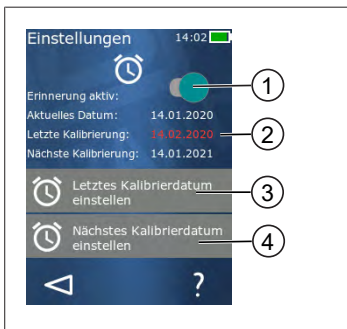 Einstellungen 14:02
Erinnerung aktiv:
1
Aktuelles Datum: 14.01.2020
Letzte Kalibrierung: 14.02.2020
2
Nächste Kalibrierung: 14.01.2021
Letztes Kalibrierdatum
einstellen
3
Nächstes Kalibrierdatum
einstellen
4
?